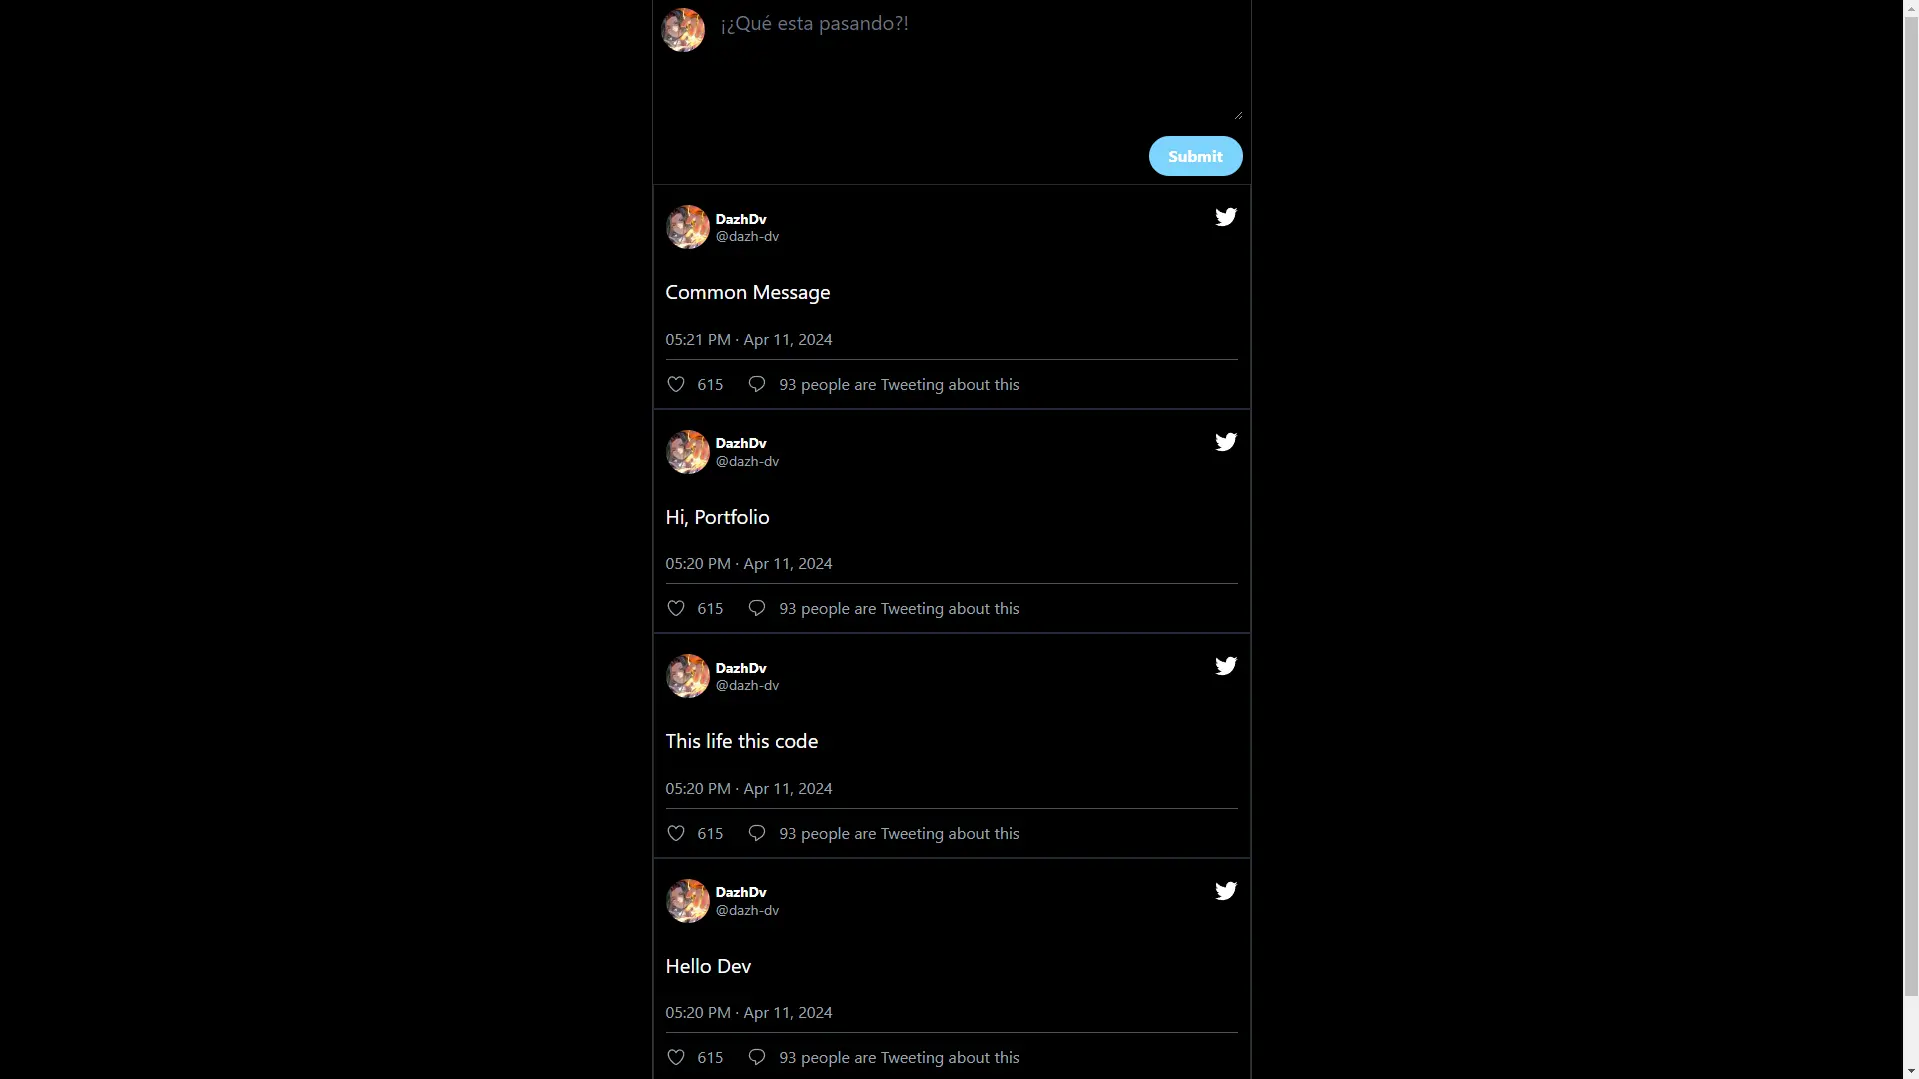 ¡¿Qué esta pasando?!
Submit
DazhDv
@dazh-dv
Common Message
05:21 PM · Apr 11, 2024
615 93 people are Tweeting about this
DazhDv
@dazh-dv
Hi, Portfolio
05:20 PM · Apr 11, 2024
615 93 people are Tweeting about this
DazhDv
@dazh-dv
This life this code
05:20 PM · Apr 11, 2024
615 93 people are Tweeting about this
DazhDv
@dazh-dv
Hello Dev
05:20 PM · Apr 11, 2024
615 93 people are Tweeting about this